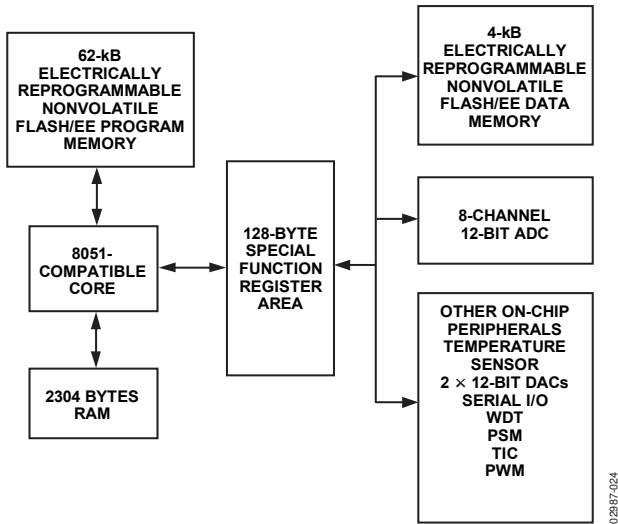 62-kB
ELECTRICALLY
REPROGRAMMABLE
NONVOLATILE
FLASH/EE PROGRAM
MEMORY
8051-
COMPATIBLE
CORE
2304 BYTES
RAM
128-BYTE
SPECIAL
FUNCTION
REGISTER
AREA
4-kB
ELECTRICALLY
REPROGRAMMABLE
NONVOLATILE
FLASH/EE DATA
MEMORY
8-CHANNEL
12-BIT ADC
OTHER ON-CHIP
PERIPHERALS
TEMPERATURE
SENSOR
2 × 12-BIT DACs
SERIAL I/O
WDT
PSM
TIC
PWM
02987-024